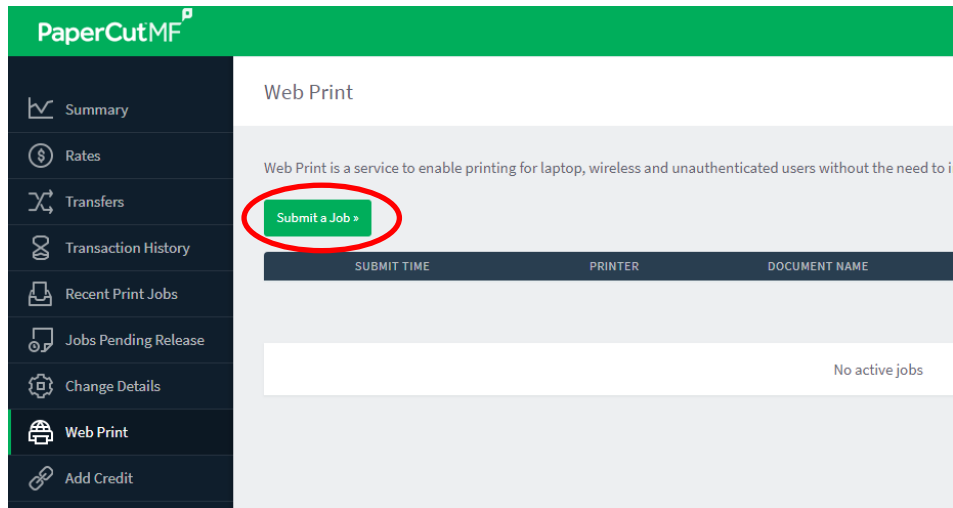 PaperCut MF
Summary
Rates
Transfers
Transaction History
Recent Print Jobs
Jobs Pending Release
Change Details
Web Print
Add Credit
Web Print
Web Print is a service to enable printing for laptop, wireless and unauthenticated users without the need to i
Submit a Job »
SUBMIT TIME PRINTER DOCUMENT NAME
No active jobs